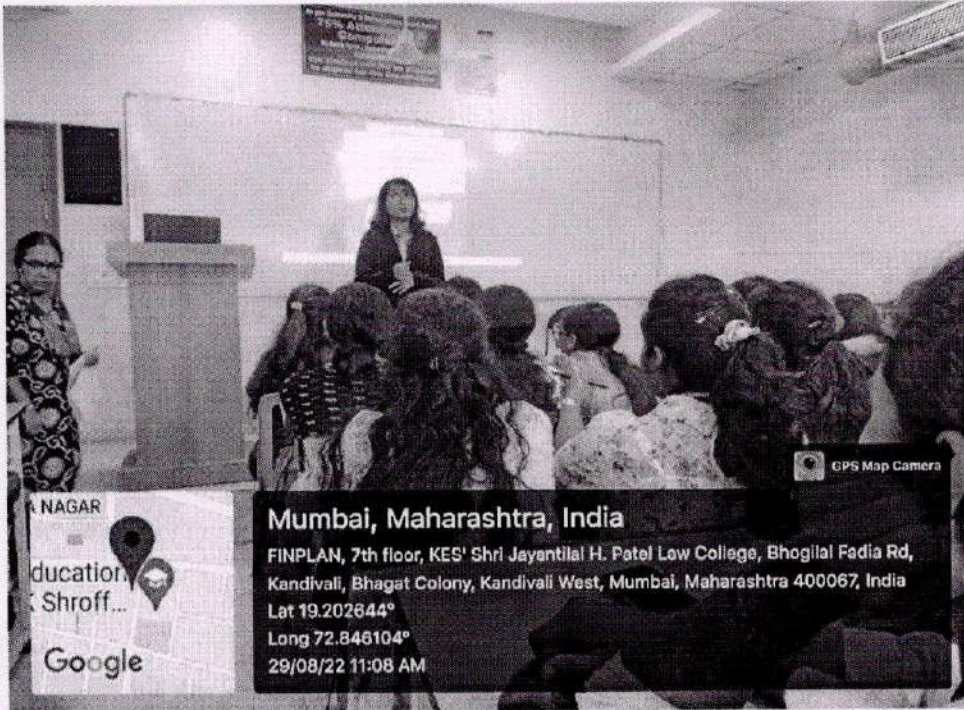 75% A
GPS Map Camera
A NAGAR
ducation
Shroff...
Google
Mumbai, Maharashtra, India
FINPLAN, 7th floor, KES' Shri Jayentilal H. Patel Law College, Bhogilal Fadia Rd,
Kandivali, Bhagat Colony, Kandivali West, Mumbai, Maharashtra 400067, India
Lat 19.202644°
Long 72.846104°
29/08/22 11:08 AM